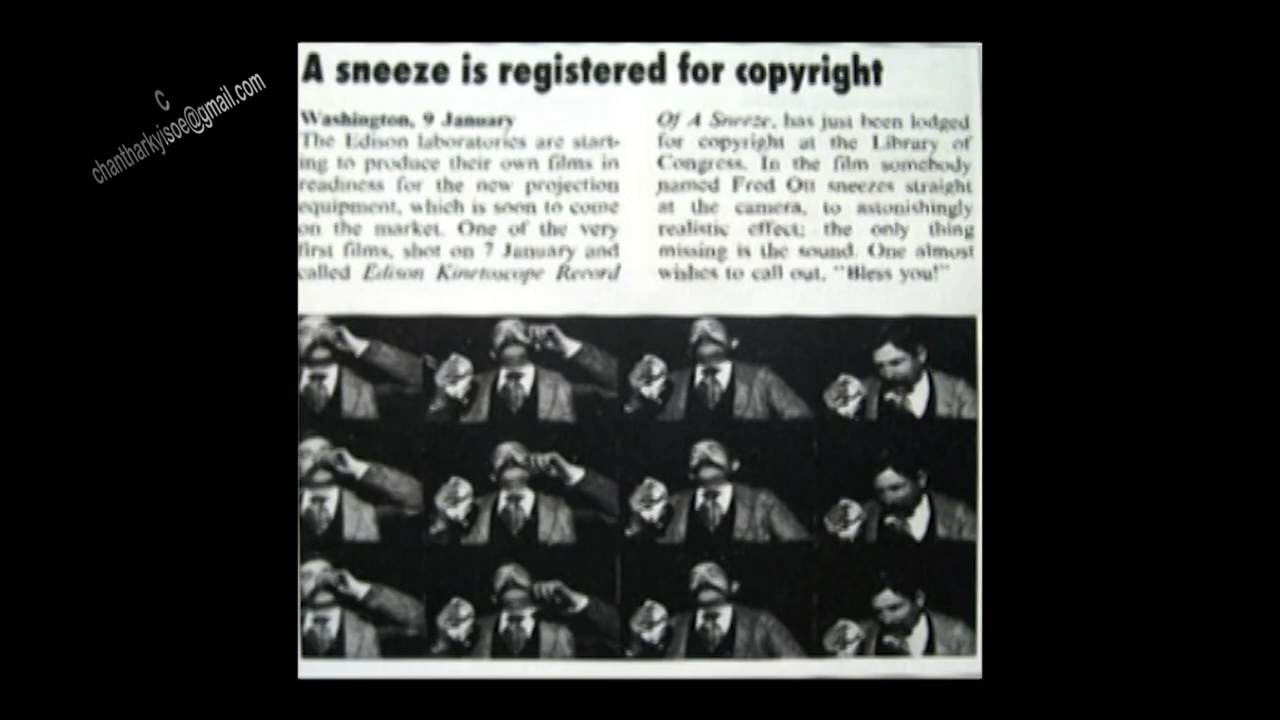 A sneeze is registered for copyright
C
chantharkyisoe@gmail.com
Washington, 9 January
The Edison laboratories are start-
ing to produce their own films in
readiness for the new projection
equipment, which is soon to come
on the market. One of the very
first films, shot on 7 January and
called Edison Kinetoscope Record
Of A Sneeze, has just been lodged
for copyright at the Library of
Congress. In the film somebody
named Fred Ott sneezes straight
at the camera, to astonishingly
realistic effect; the only thing
missing is the sound. One almost
wishes to call out, "Bless you!"